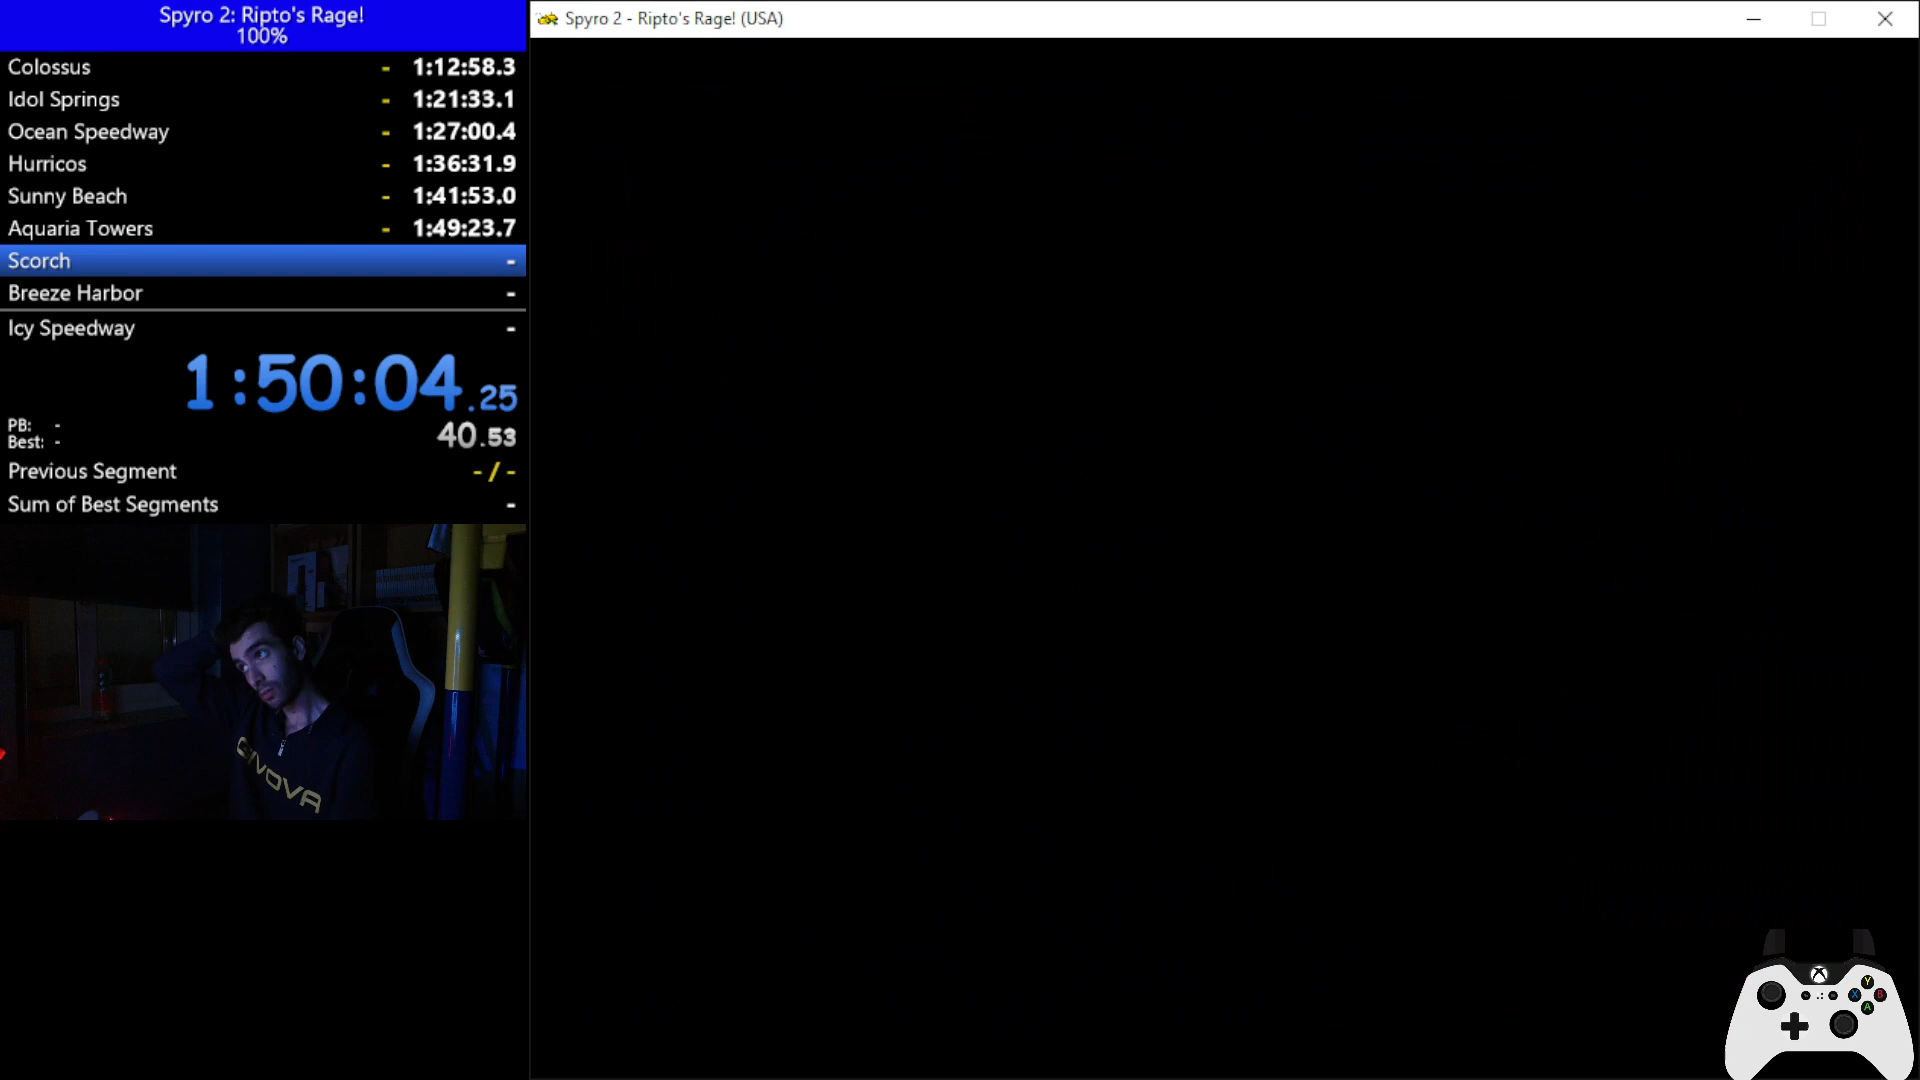 Spyro 2: Ripto's Rage!
100%
Colossus - 1:12:58.3
Idol Springs - 1:21:33.1
Ocean Speedway - 1:27:00.4
Hurricos - 1:36:31.9
Sunny Beach - 1:41:53.0
Aquaria Towers - 1:49:23.7
Scorch -
Breeze Harbor -
Icy Speedway -
1:50:04.25
PB: -
Best: -
40.53
Previous Segment - / -
Sum of Best Segments -
GIVOVA
Spyro 2 - Ripto's Rage! (USA)
Y
X
B
A